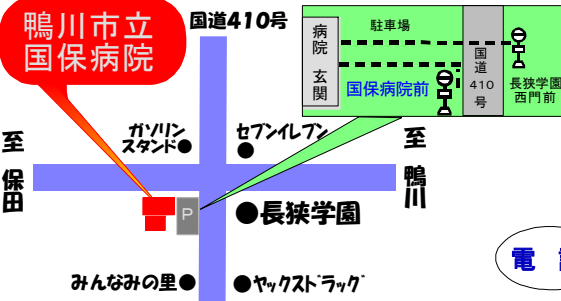 鴨川市立
国保病院
国道410号
病院 玄関
駐車場
国保病院前
国道410号
長狭学園
西門前
ガソリン
スタンド●
セブンイレブン
●
至 保田
至 鴨川
P
●長狭学園
みんなみの里●
●ヤックスドラッグ
電